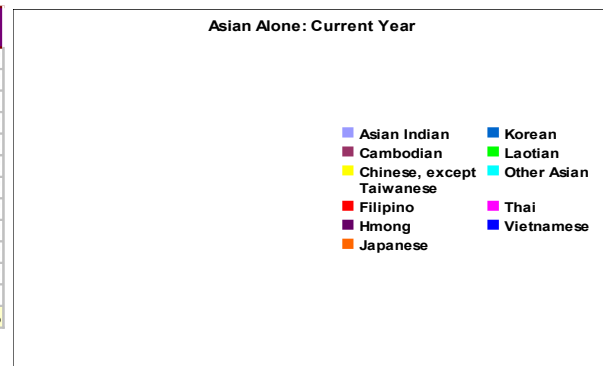 Asian Alone: Current Year
Asian Indian
Cambodian
Chinese, except
Taiwanese
Filipino
Hmong
Japanese
Korean
Laotian
Other Asian
Thai
Vietnamese